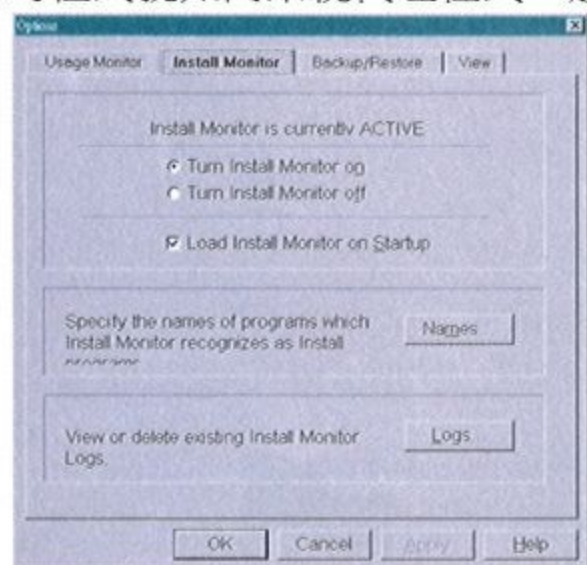 Options
Usage Monitor Install Monitor Backup/Restore View
Install Monitor is currently ACTIVE
Turn Install Monitor on
Turn Install Monitor off
Load Install Monitor on Startup
Specify the names of programs which
Install Monitor recognizes as Install
programs
Names
View or delete existing Install Monitor
Logs.
Logs
OK Cancel Apply Help